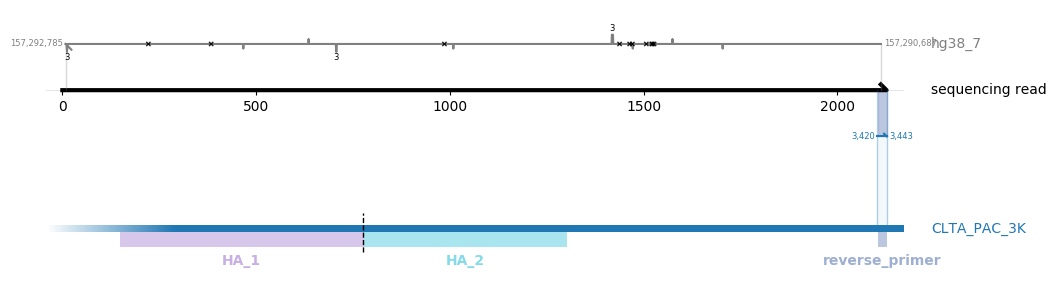 3
157,292,785
157,290,687
hg38_7
3
3
sequencing read
0 500 1000 1500 2000
3,420 3,443
CLTA_PAC_3K
HA_1 HA_2 reverse_primer